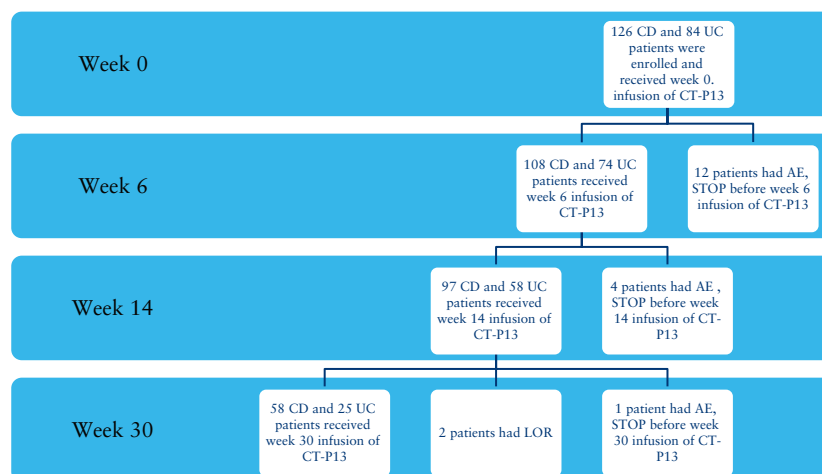 Week 0
126 CD and 84 UC
patients were
enrolled and
received week 0.
infusion of CT-P13
Week 6
108 CD and 74 UC
patients received
week 6 infusion of
CT-P13
12 patients had AE,
STOP before week 6
infusion of CT-P13
Week 14
97 CD and 58 UC
patients received
week 14 infusion of
CT-P13
4 patients had AE ,
STOP before week
14 infusion of CT-
P13
Week 30
58 CD and 25 UC
patients received
week 30 infusion of
CT-P13
2 patients had LOR
1 patient had AE,
STOP before week
30 infusion of CT-
P13